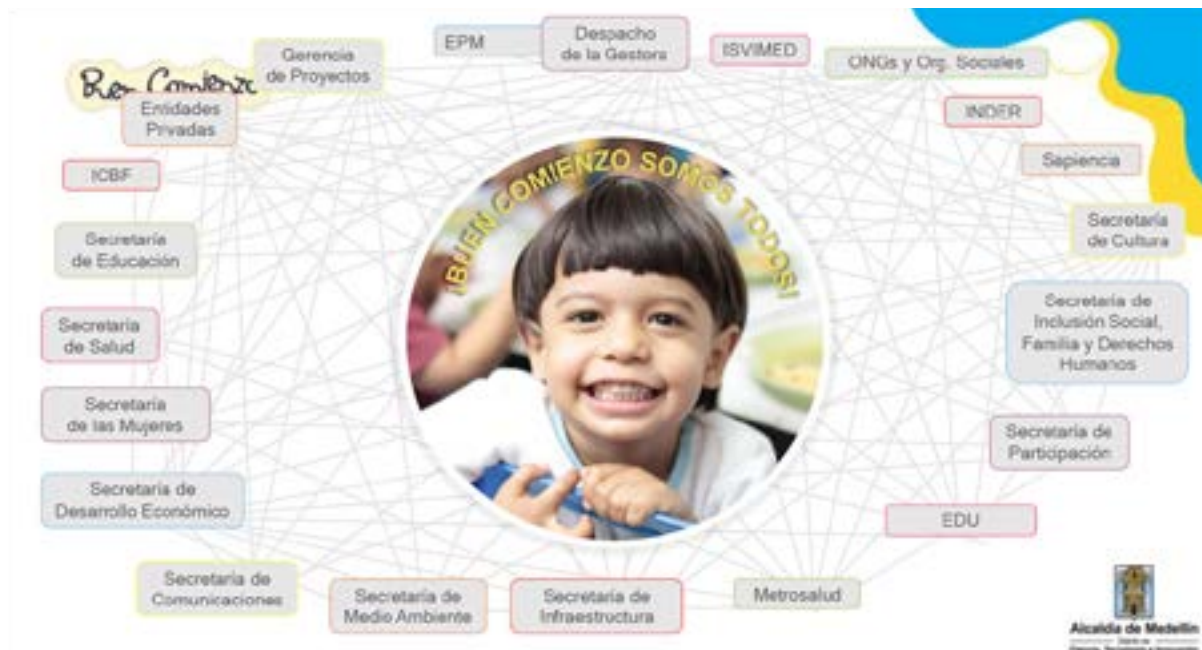 Buen Comienzo
Gerencia
de Proyectos
EPM
Despacho
de la Gestora
ISVIMED
ONGs y Org. Sociales
INDER
Sapiencia
Secretaría
de Cultura
Secretaría de
Inclusión Social,
Familia y Derechos
Humanos
Secretaría de
Participación
EDU
Metrosalud
Secretaría de
Infraestructura
Secretaría de
Medio Ambiente
Secretaría de
Comunicaciones
Secretaría de
Desarrollo Económico
Secretaría
de las Mujeres
Secretaría
de Salud
Secretaría
de Educación
ICBF
Entidades
Privadas
¡BUEN COMIENZO SOMOS TODOS!
Alcaldía de Medellín